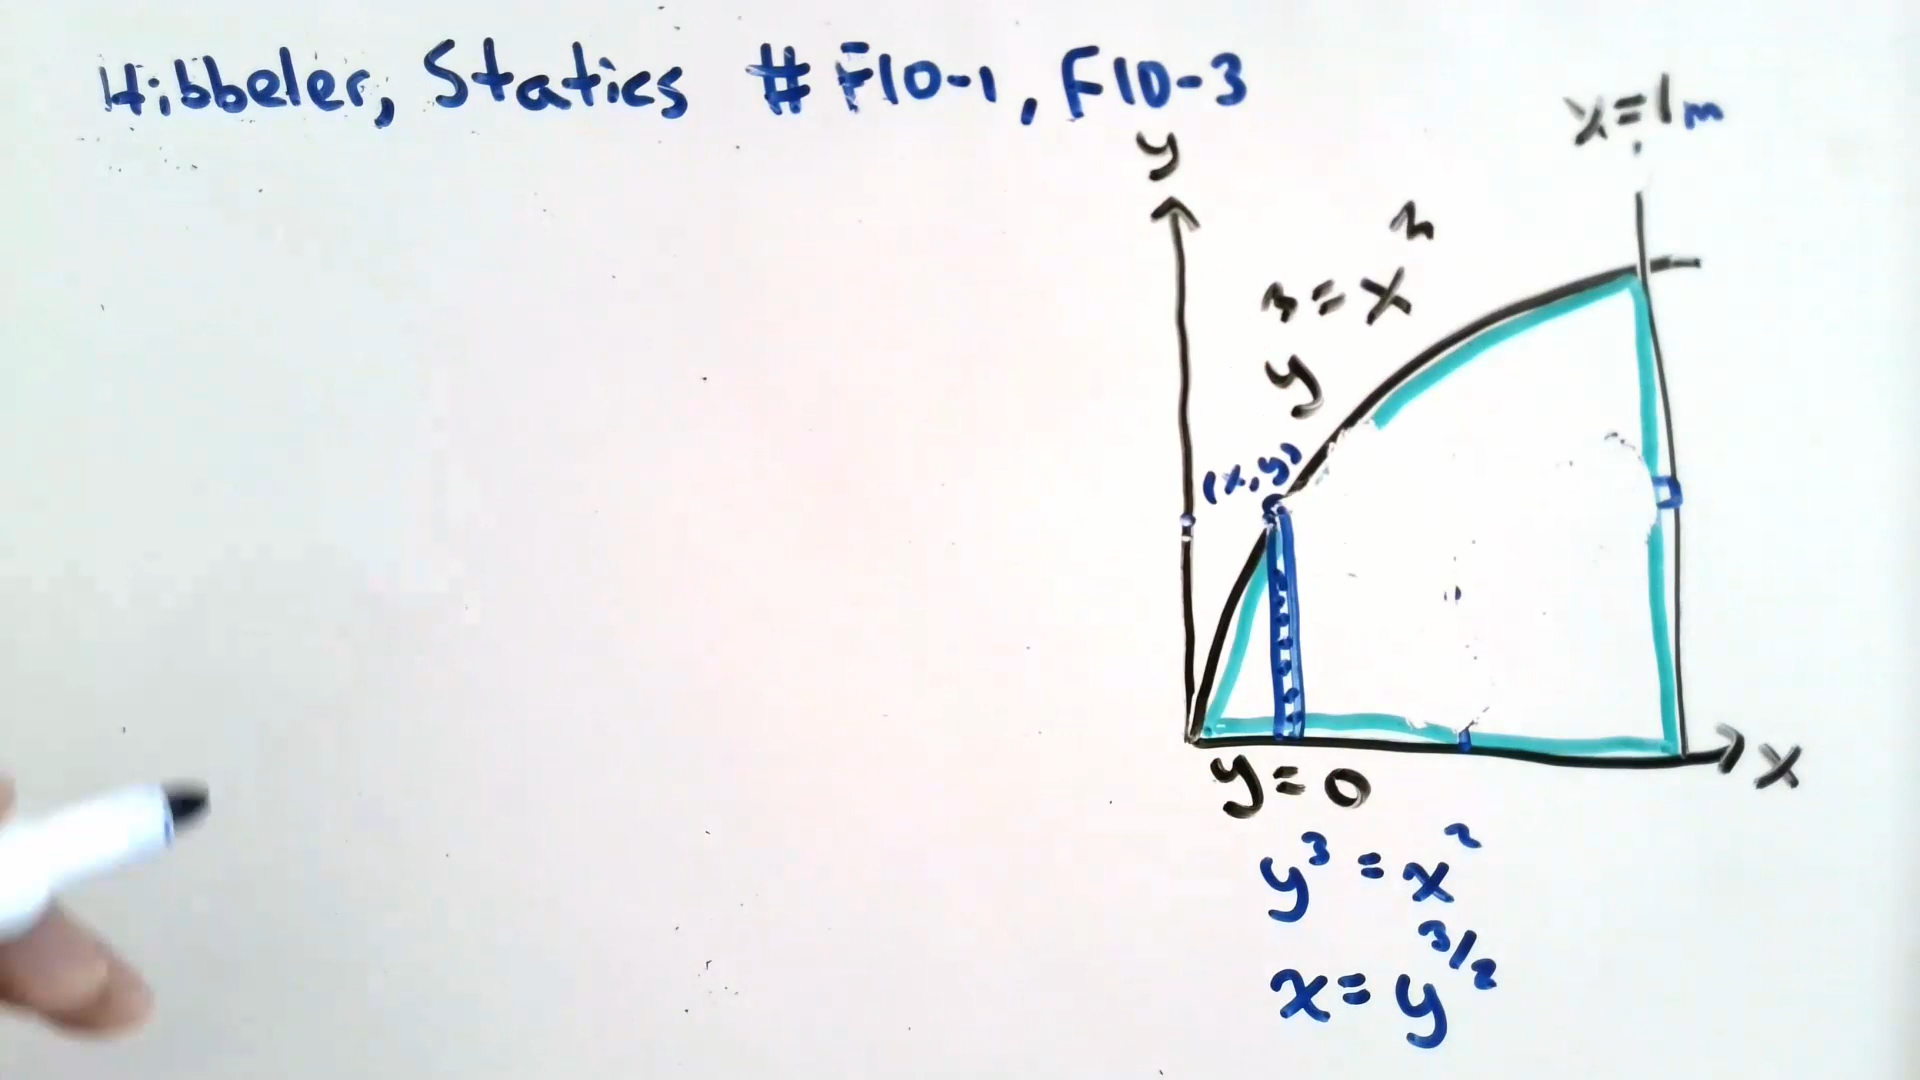 Hibbeler, Statics # F10-1, F10-3
x=1m
y
y³ = x²
(x,y)
x
y = 0
y³ = x²
x = y^3/2